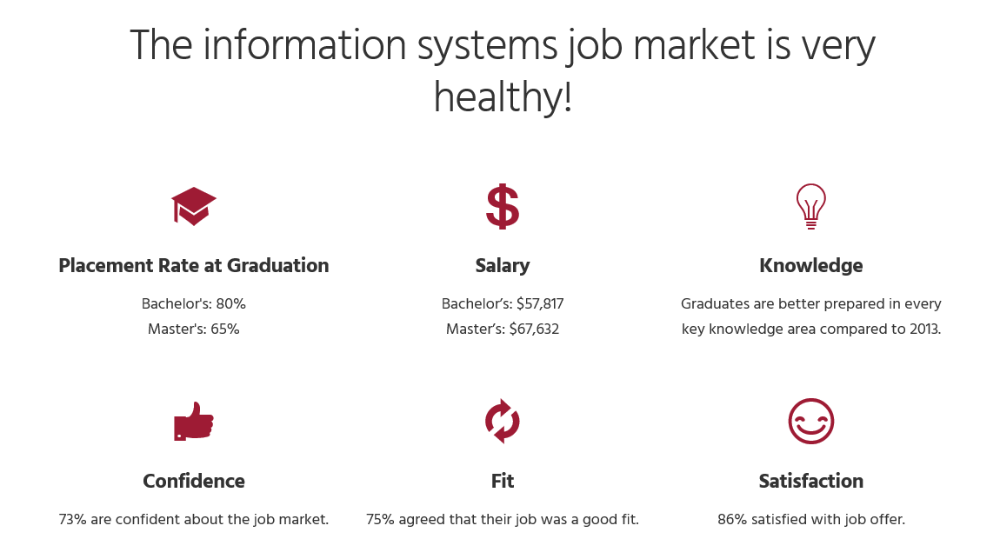 The information systems job market is very
healthy!
Placement Rate at Graduation
Bachelor's: 80%
Master's: 65%
Salary
Bachelor’s: $57,817
Master’s: $67,632
Knowledge
Graduates are better prepared in every
key knowledge area compared to 2013.
Confidence
73% are confident about the job market.
Fit
75% agreed that their job was a good fit.
Satisfaction
86% satisfied with job offer.